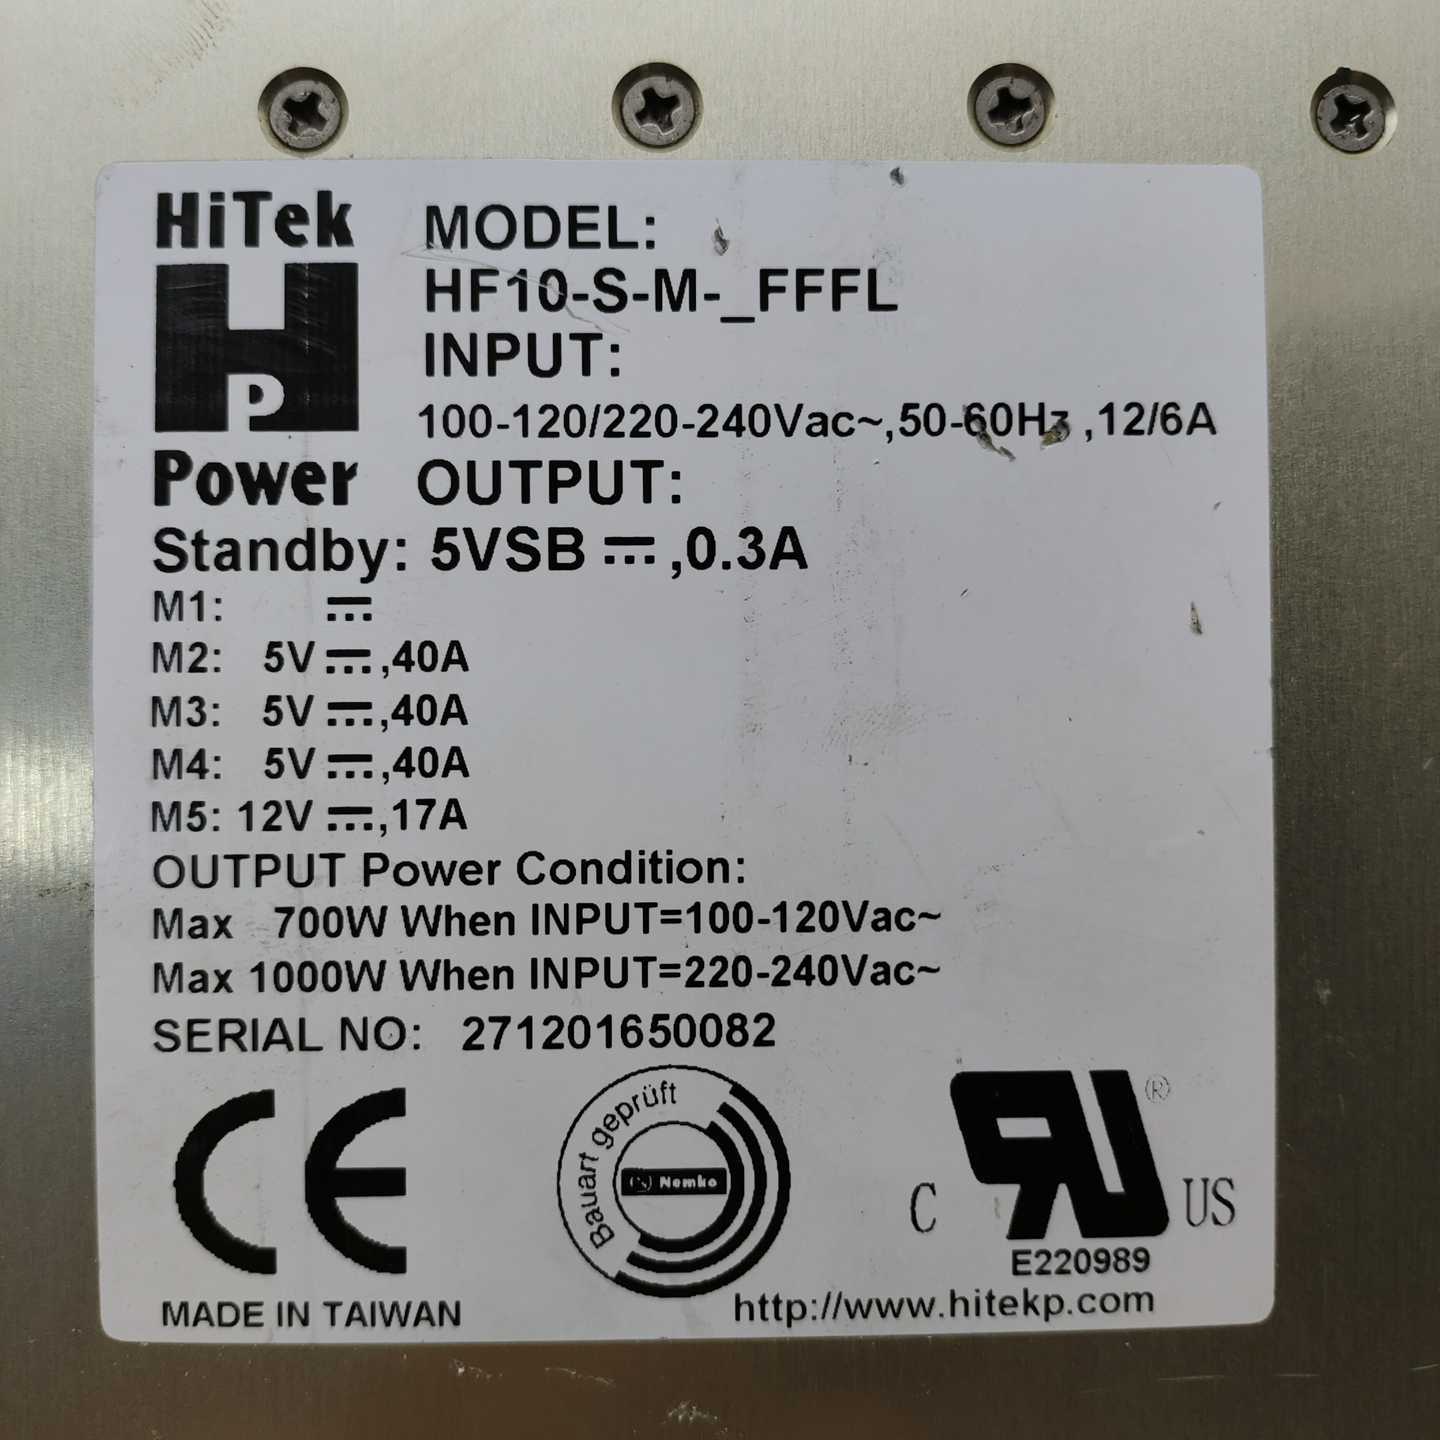 HiTek
HP
Power
MODEL:
HF10-S-M-_FFFL
INPUT:
100-120/220-240Vac~,50-60Hz ,12/6A
OUTPUT:
Standby: 5VSB ⎓,0.3A
M1: ⎓
M2: 5V⎓,40A
M3: 5V⎓,40A
M4: 5V⎓,40A
M5: 12V⎓,17A
OUTPUT Power Condition:
Max 700W When INPUT=100-120Vac~
Max 1000W When INPUT=220-240Vac~
SERIAL NO: 271201650082
CE
Bauart geprüft
Nemko
C RU ® US
E220989
MADE IN TAIWAN
http://www.hitekp.com